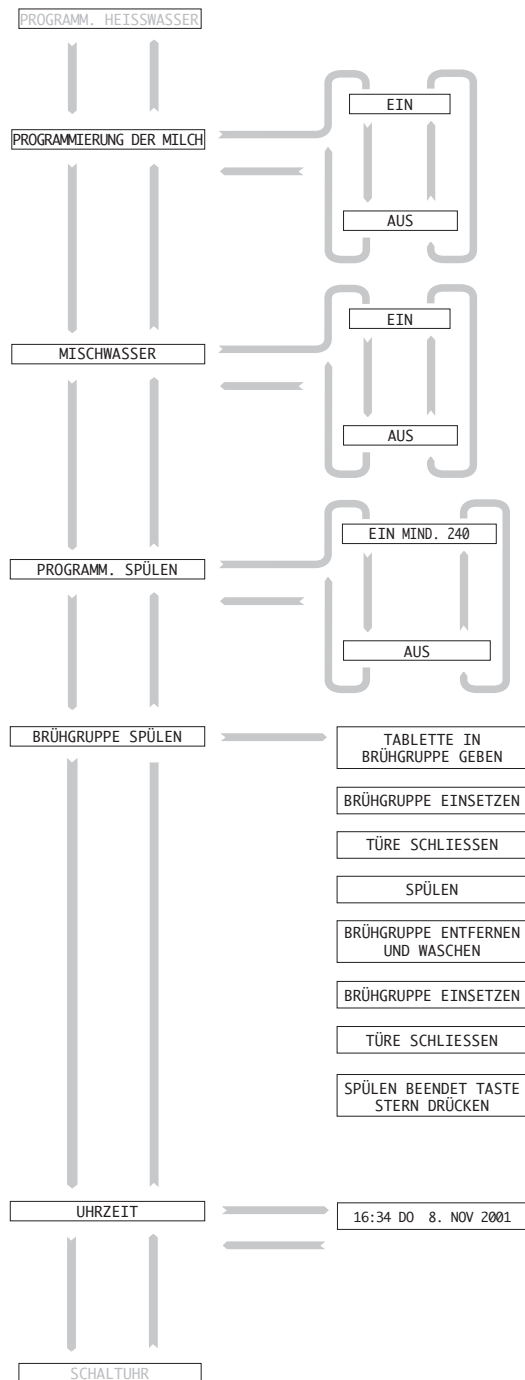 PROGRAMM. HEISSWASSER
PROGRAMMIERUNG DER MILCH
EIN
AUS
MISCHWASSER
EIN
AUS
PROGRAMM. SPÜLEN
EIN MIND. 240
AUS
BRÜHGRUPPE SPÜLEN
TABLETTE IN
BRÜHGRUPPE GEBEN
BRÜHGRUPPE EINSETZEN
TÜRE SCHLIESSEN
SPÜLEN
BRÜHGRUPPE ENTFERNEN
UND WASCHEN
BRÜHGRUPPE EINSETZEN
TÜRE SCHLIESSEN
SPÜLEN BEENDET TASTE
STERN DRÜCKEN
UHRZEIT
16:34 DO 8. NOV 2001
SCHALTUHR